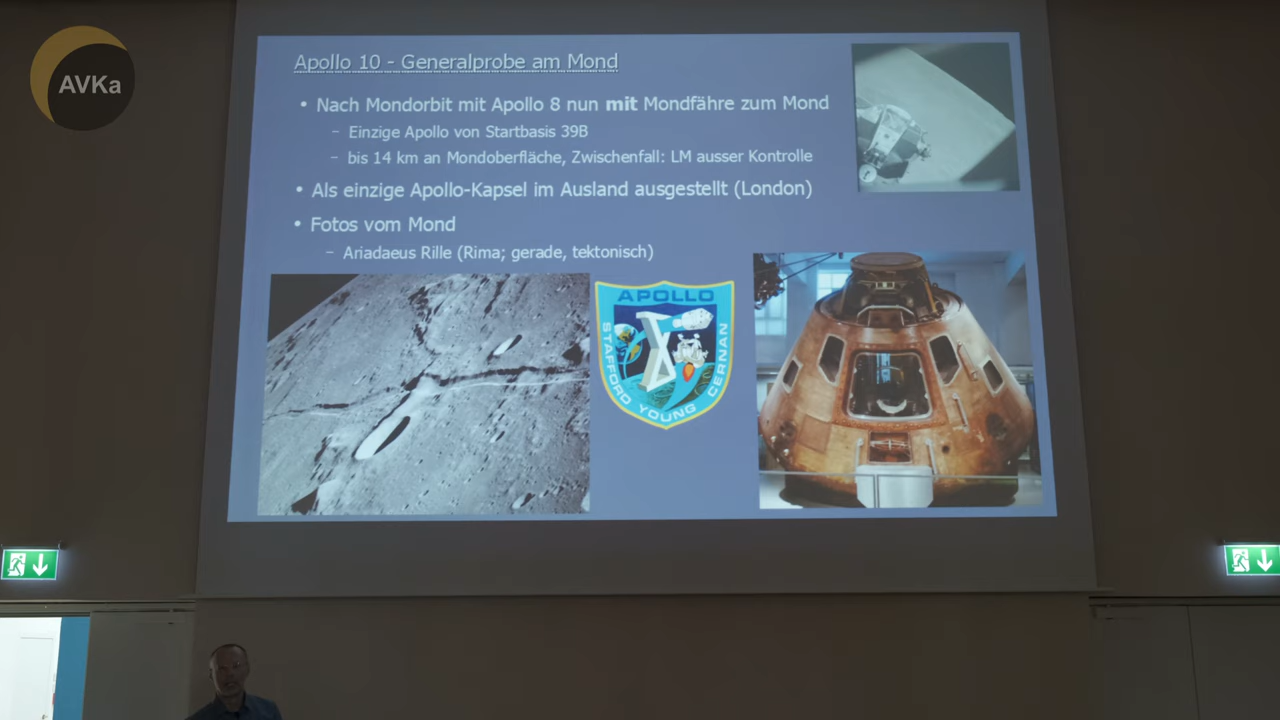 AVKa
Apollo 10 - Generalprobe am Mond
• Nach Mondorbit mit Apollo 8 nun mit Mondfähre zum Mond
– Einzige Apollo von Startbasis 39B
– bis 14 km an Mondoberfläche, Zwischenfall: LM ausser Kontrolle
• Als einzige Apollo-Kapsel im Ausland ausgestellt (London)
• Fotos vom Mond
– Ariadaeus Rille (Rima; gerade, tektonisch)
APOLLO
X
STAFFORD YOUNG CERNAN